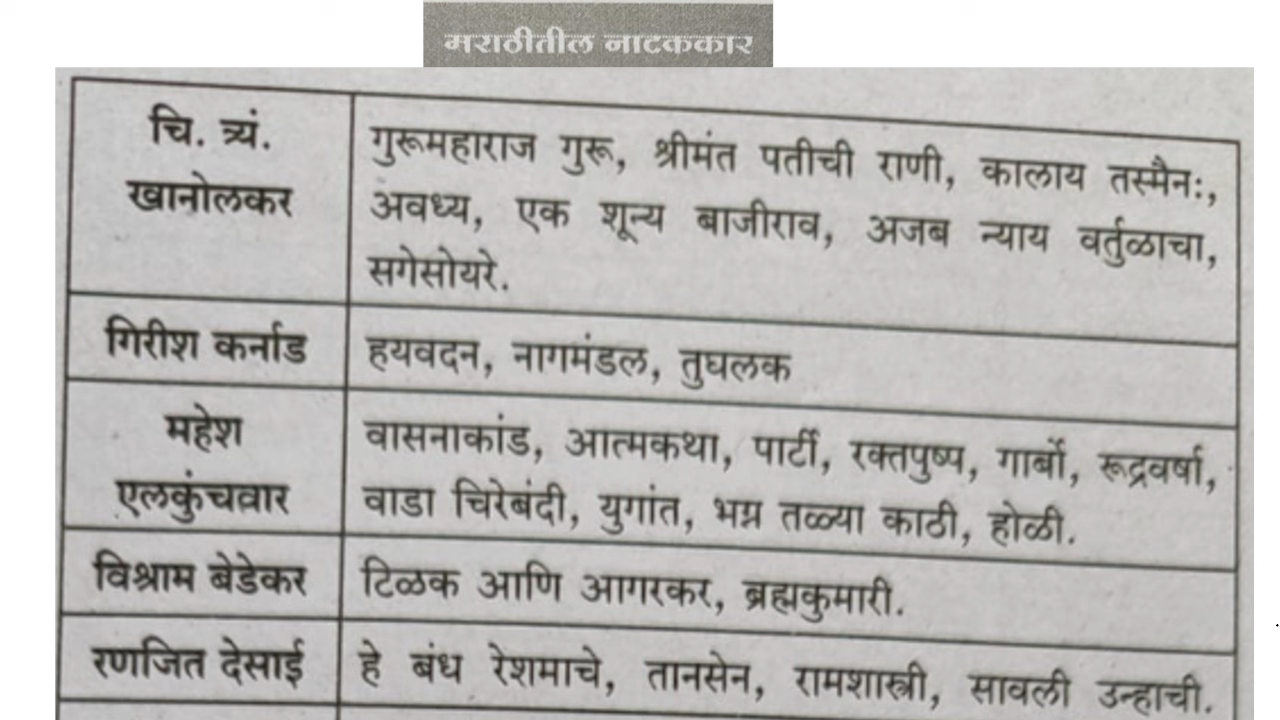 मराठीतील नाटककार
चि. त्र्यं.
खानोलकर
गुरूमहाराज गुरू, श्रीमंत पतीची राणी, कालाय तस्मैनः,
अवध्य, एक शून्य बाजीराव, अजब न्याय वर्तुळाचा,
सगेसोयरे.
गिरीश कर्नाड
हयवदन, नागमंडल, तुघलक
महेश
एलकुंचवार
वासनाकांड, आत्मकथा, पार्टी, रक्तपुष्प, गार्बो, रूद्रवर्षा,
वाडा चिरेबंदी, युगांत, भग्न तळ्या काठी, होळी.
विश्राम बेडेकर
टिळक आणि आगरकर, ब्रह्मकुमारी.
रणजित देसाई
हे बंध रेशमाचे, तानसेन, रामशास्त्री, सावली उन्हाची.